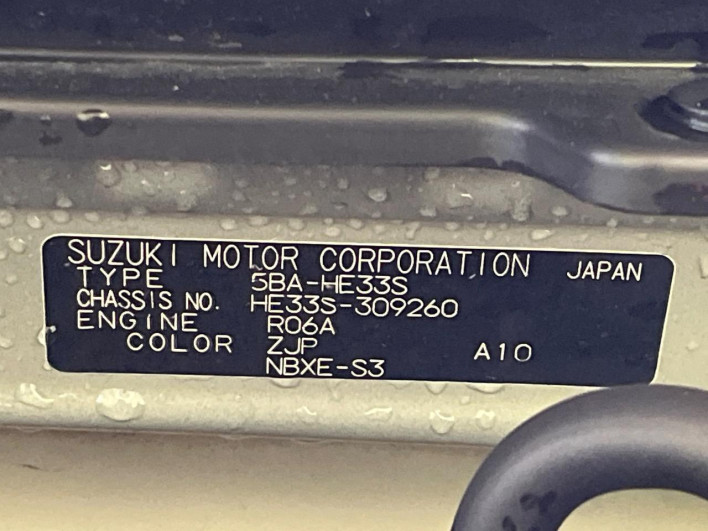 SUZUKI MOTOR CORPORATION JAPAN
TYPE 5BA-HE33S
CHASSIS NO. HE33S-309260
ENGINE R06A
COLOR ZJP A10
NBXE-S3